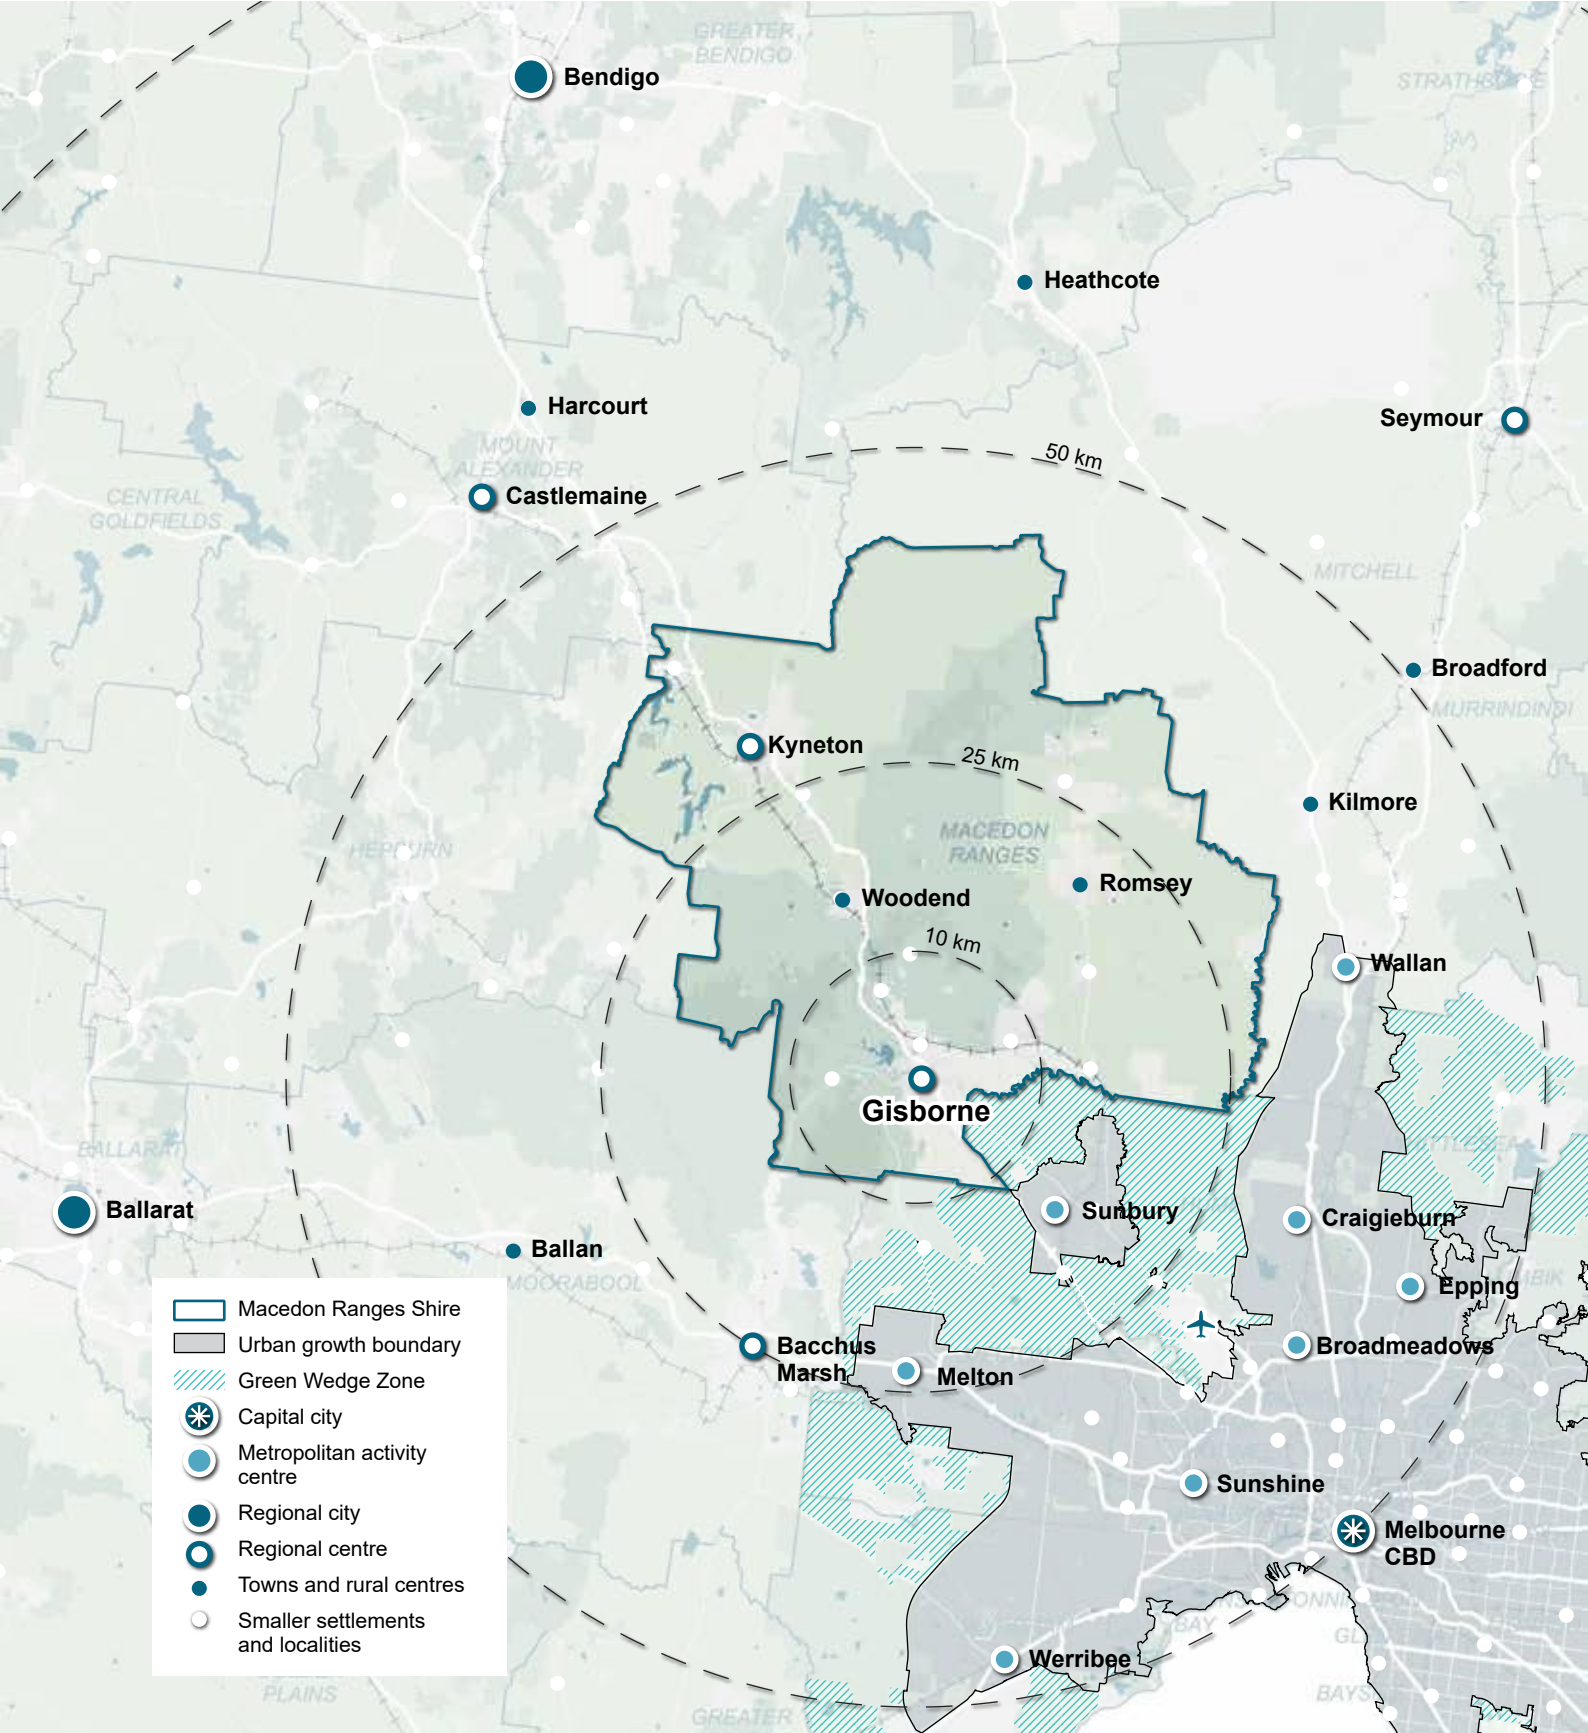 GREATER
BENDIGO
Bendigo
Heathcote
Harcourt
Seymour
MOUNT
ALEXANDER
50 km
Castlemaine
CENTRAL
GOLDFIELDS
MITCHELL
Broadford
MURRINDINDI
Kyneton
25 km
Kilmore
MACEDON
RANGES
HEPBURN
Romsey
Woodend
10 km
Wallan
Gisborne
BALLARAT
Ballarat
Sunbury
Craigieburn
Ballan
MOORABOOL
Epping
Bacchus
Marsh
Broadmeadows
Melton
Sunshine
Melbourne
CBD
Werribee
BAY
PLAINS
GREATER
Macedon Ranges Shire
Urban growth boundary
Green Wedge Zone
Capital city
Metropolitan activity
centre
Regional city
Regional centre
Towns and rural centres
Smaller settlements
and localities